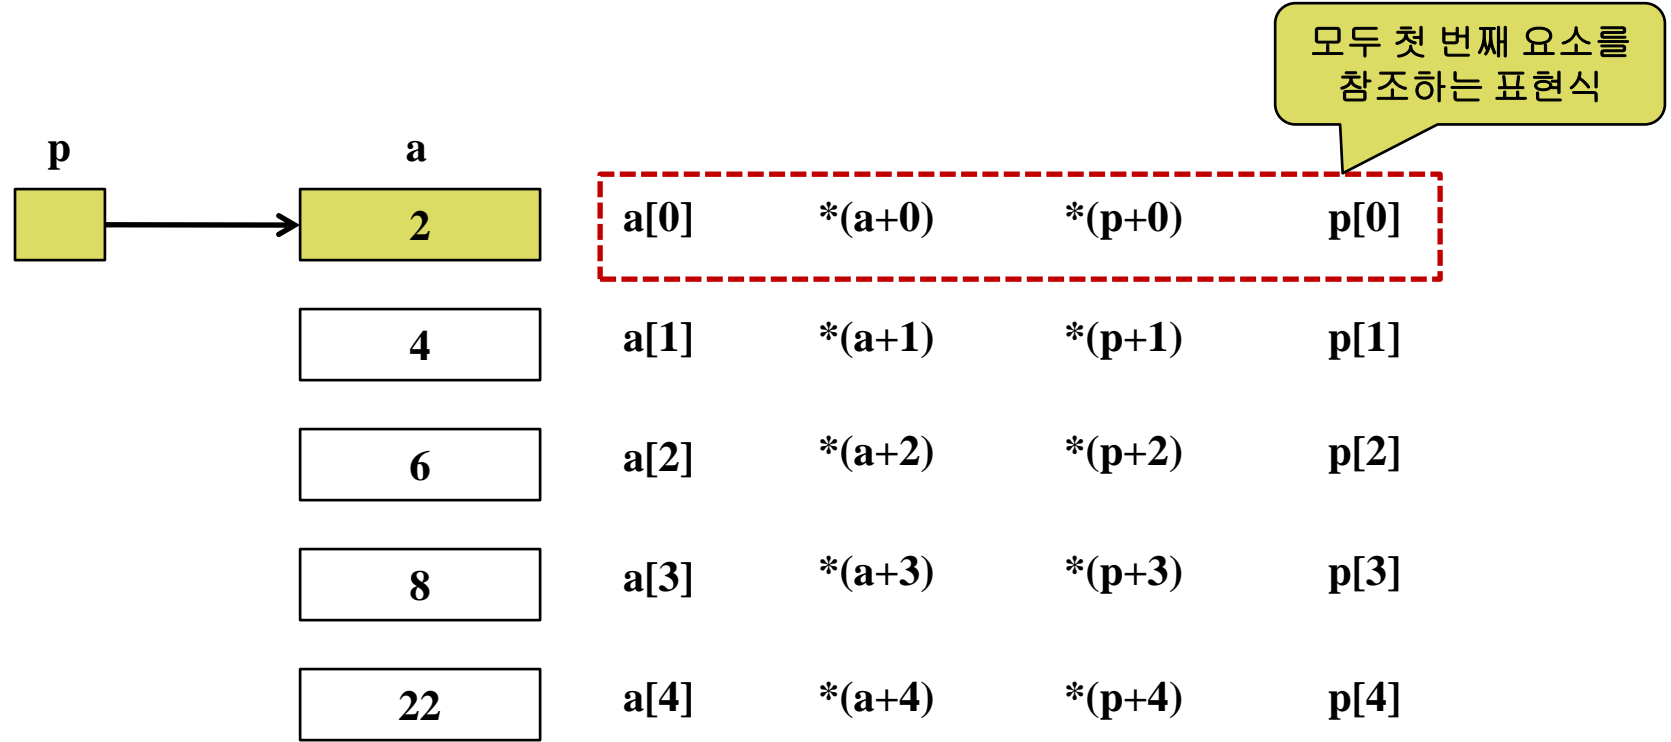 모두 첫 번째 요소를
참조하는 표현식
p a
2 a[0] *(a+0) *(p+0) p[0]
4 a[1] *(a+1) *(p+1) p[1]
6 a[2] *(a+2) *(p+2) p[2]
8 a[3] *(a+3) *(p+3) p[3]
22 a[4] *(a+4) *(p+4) p[4]